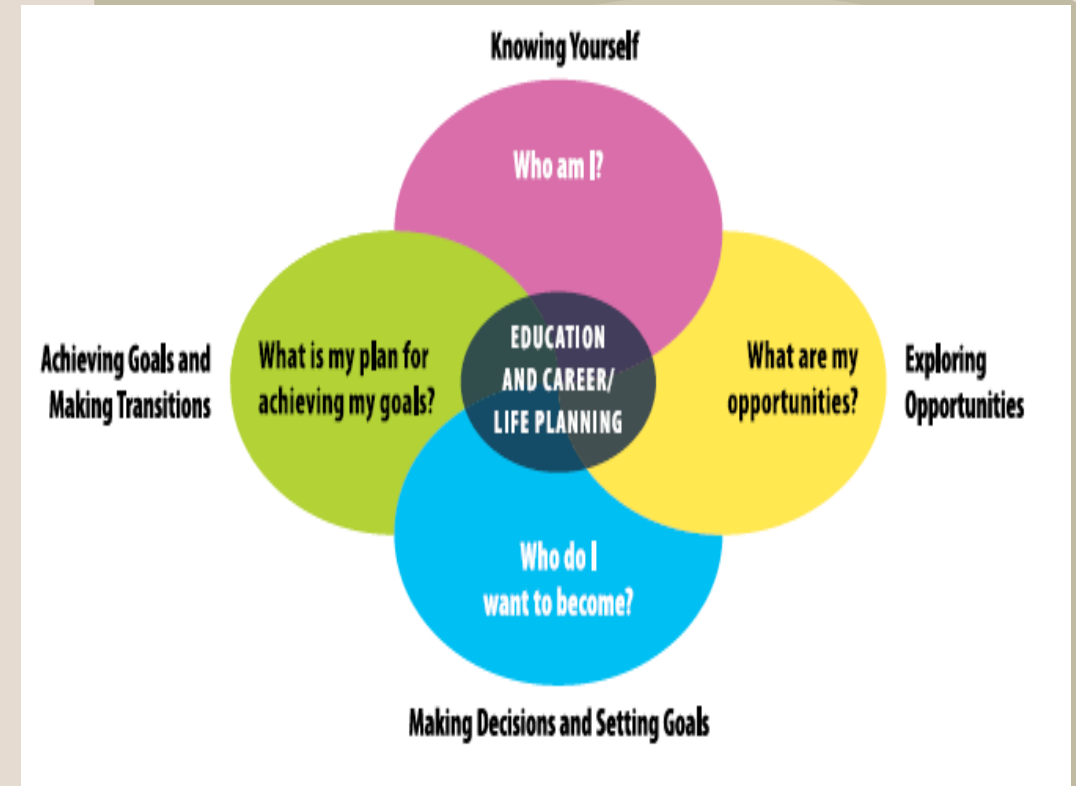 Knowing Yourself
Who am I?
Achieving Goals and
Making Transitions
What is my plan for
achieving my goals?
EDUCATION
AND CAREER/
LIFE PLANNING
What are my
opportunities?
Exploring
Opportunities
Who do I
want to become?
Making Decisions and Setting Goals